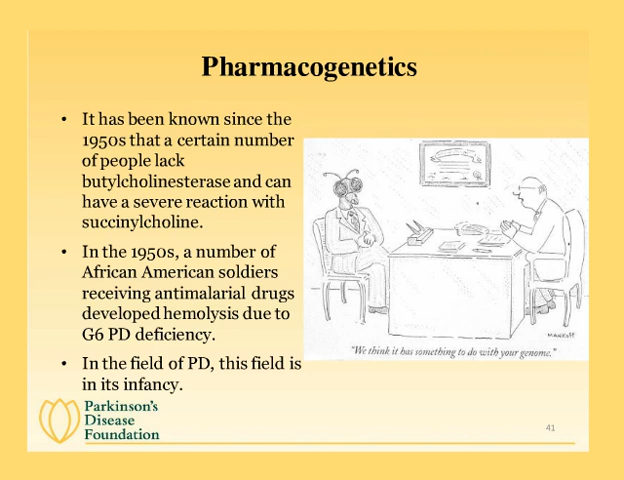 Pharmacogenetics
• It has been known since the
1950s that a certain number
of people lack
butylcholinesterase and can
have a severe reaction with
succinylcholine.
• In the 1950s, a number of
African American soldiers
receiving antimalarial drugs
developed hemolysis due to
G6 PD deficiency.
• In the field of PD, this field is
in its infancy.
"We think it has something to do with your genome."
Parkinson's
Disease
Foundation
41